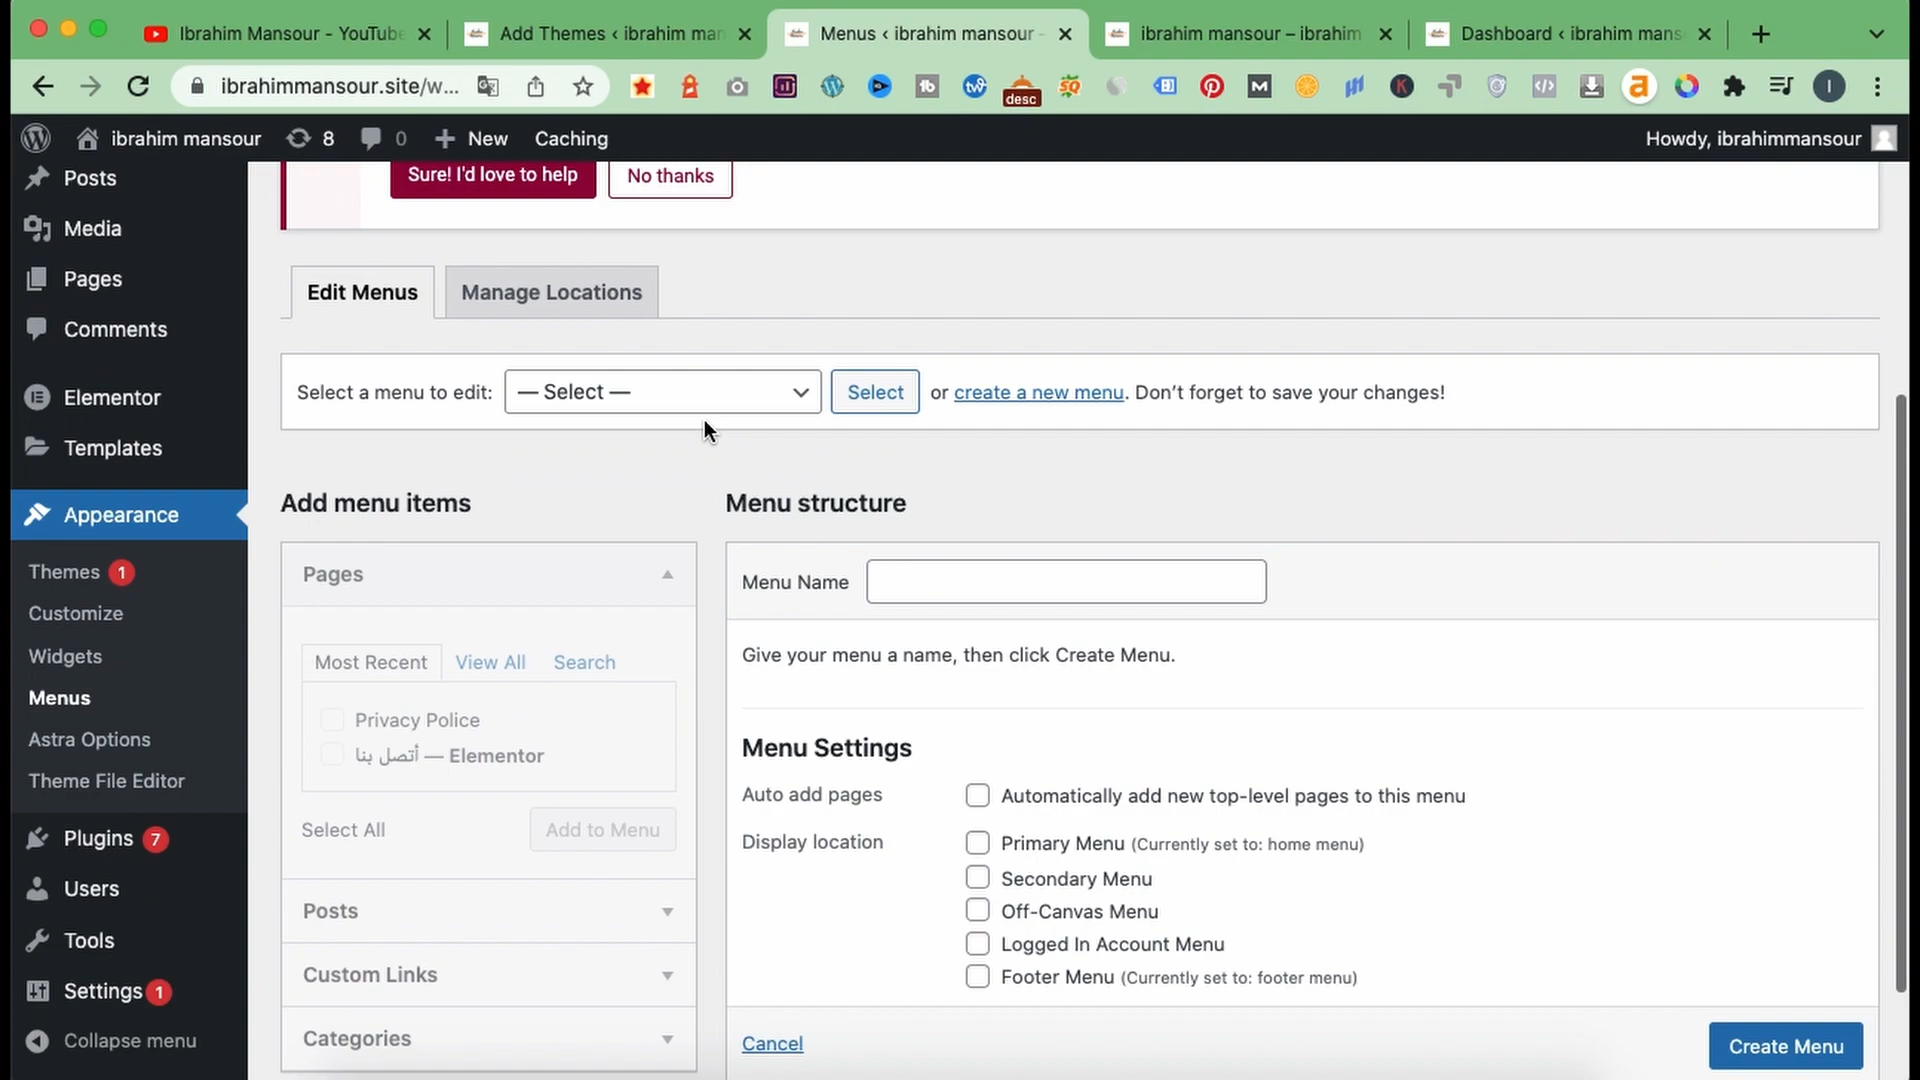 Ibrahim Mansour - YouTube
Add Themes ‹ ibrahim man
Menus ‹ ibrahim mansour -
ibrahim mansour – ibrahim
Dashboard ‹ ibrahim mans
ibrahimmansour.site/w...
desc
ibrahim mansour
8
0
New
Caching
Howdy, ibrahimmansour
Posts
Media
Pages
Comments
Elementor
Templates
Appearance
Themes 1
Customize
Widgets
Menus
Astra Options
Theme File Editor
Plugins 7
Users
Tools
Settings 1
Collapse menu
Sure! I'd love to help
No thanks
Edit Menus
Manage Locations
Select a menu to edit: — Select — Select or create a new menu. Don’t forget to save your changes!
Add menu items
Pages
Most Recent View All Search
Privacy Police
أتصل بنا — Elementor
Select All
Add to Menu
Posts
Custom Links
Categories
Menu structure
Menu Name
Give your menu a name, then click Create Menu.
Menu Settings
Auto add pages
Automatically add new top-level pages to this menu
Display location
Primary Menu (Currently set to: home menu)
Secondary Menu
Off-Canvas Menu
Logged In Account Menu
Footer Menu (Currently set to: footer menu)
Cancel
Create Menu